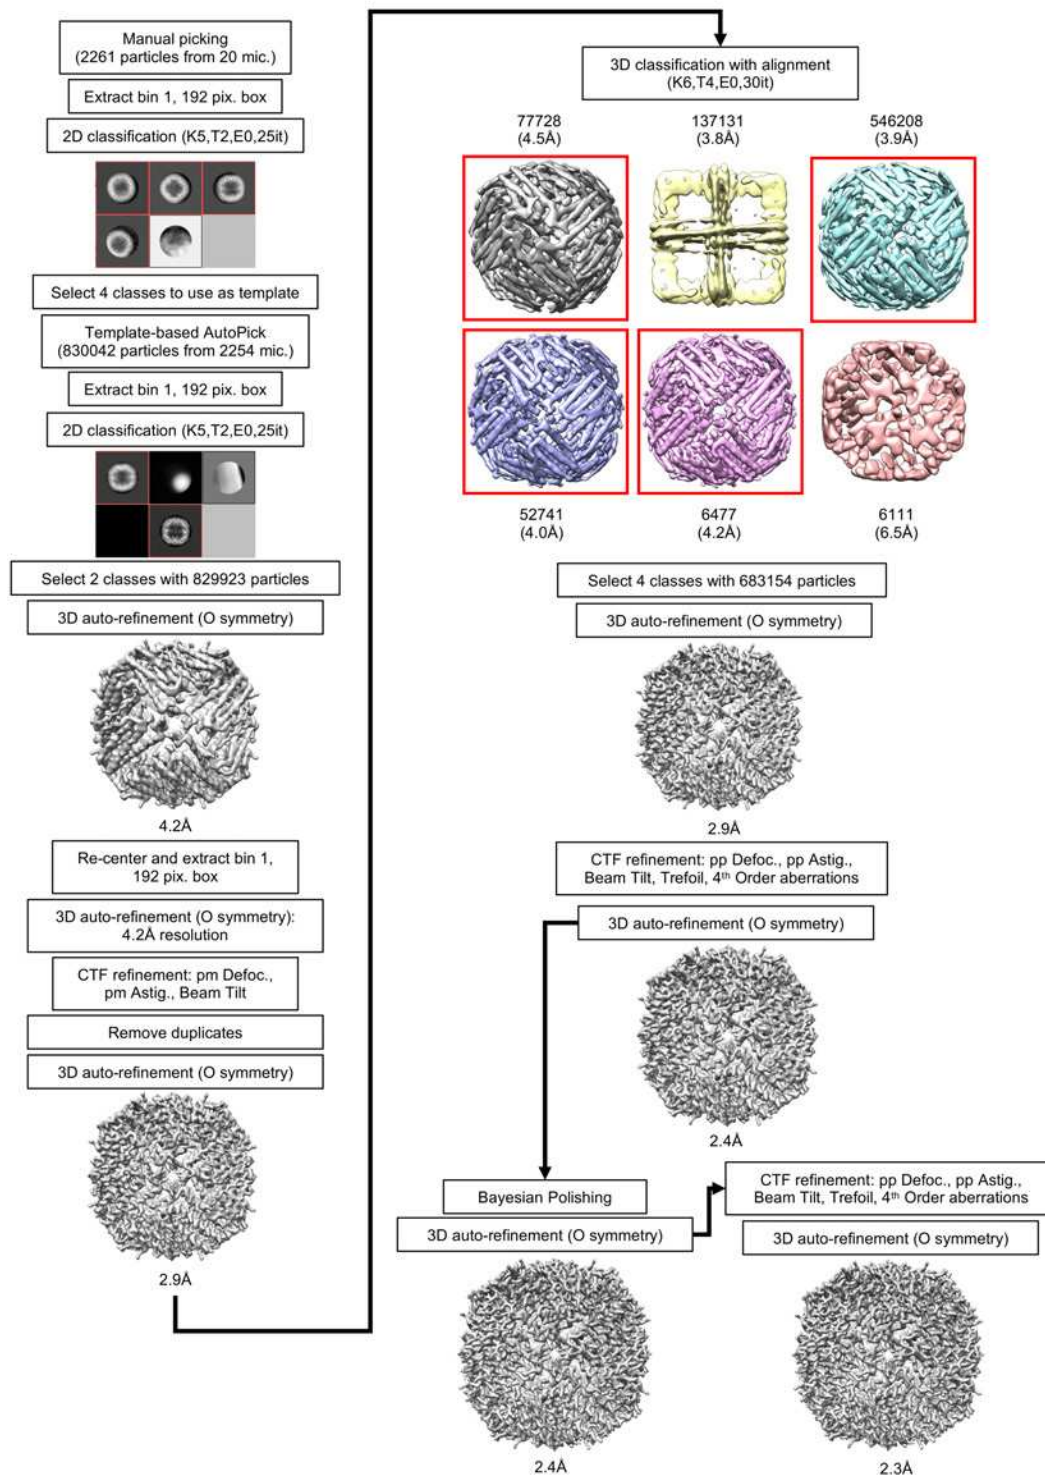 Manual picking
(2261 particles from 20 mic.)
Extract bin 1, 192 pix. box
2D classification (K5,T2,E0,25it)
Select 4 classes to use as template
Template-based AutoPick
(830042 particles from 2254 mic.)
Extract bin 1, 192 pix. box
2D classification (K5,T2,E0,25it)
Select 2 classes with 829923 particles
3D auto-refinement (O symmetry)
4.2Å
Re-center and extract bin 1,
192 pix. box
3D auto-refinement (O symmetry):
4.2Å resolution
CTF refinement: pm Defoc.,
pm Astig., Beam Tilt
Remove duplicates
3D auto-refinement (O symmetry)
2.9Å
3D classification with alignment
(K6,T4,E0,30it)
77728
(4.5Å)
137131
(3.8Å)
546208
(3.9Å)
52741
(4.0Å)
6477
(4.2Å)
6111
(6.5Å)
Select 4 classes with 683154 particles
3D auto-refinement (O symmetry)
2.9Å
CTF refinement: pp Defoc., pp Astig.,
Beam Tilt, Trefoil, 4th Order aberrations
3D auto-refinement (O symmetry)
2.4Å
Bayesian Polishing
3D auto-refinement (O symmetry)
2.4Å
CTF refinement: pp Defoc., pp Astig.,
Beam Tilt, Trefoil, 4th Order aberrations
3D auto-refinement (O symmetry)
2.3Å